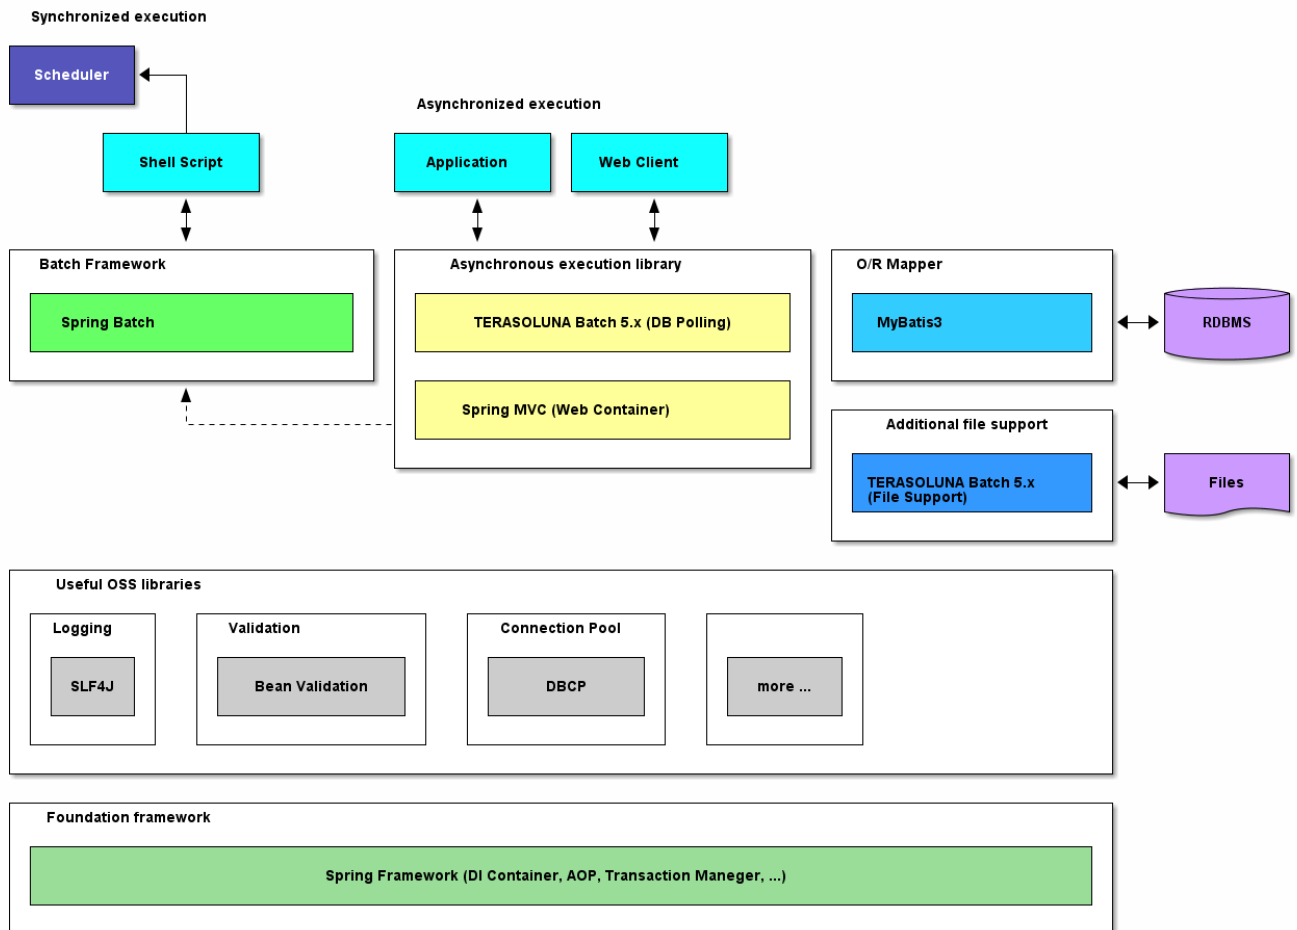 Synchronized execution
Scheduler
Asynchronized execution
Shell Script
Application
Web Client
Batch Framework
Spring Batch
Asynchronous execution library
TERASOLUNA Batch 5.x (DB Polling)
Spring MVC (Web Container)
O/R Mapper
MyBatis3
RDBMS
Additional file support
TERASOLUNA Batch 5.x
(File Support)
Files
Useful OSS libraries
Logging
SLF4J
Validation
Bean Validation
Connection Pool
DBCP
more ...
Foundation framework
Spring Framework (DI Container, AOP, Transaction Maneger, ...)